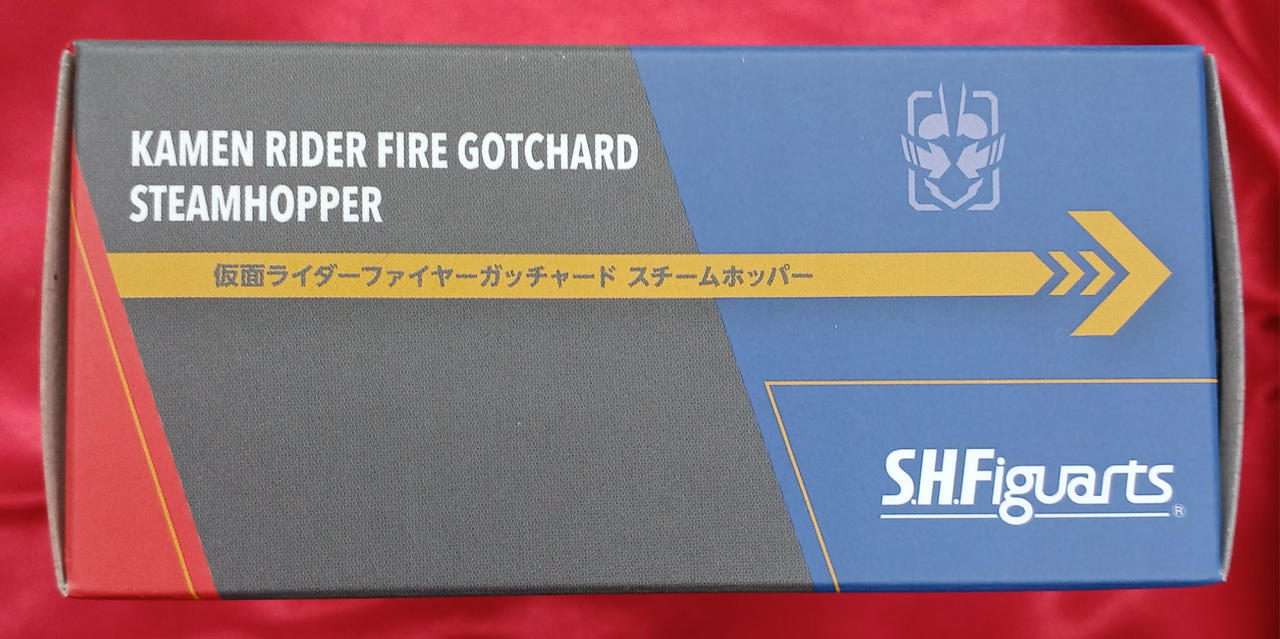 KAMEN RIDER FIRE GOTCHARD
STEAMHOPPER
仮面ライダーファイヤーガッチャード スチームホッパー
S.H.Figuarts®